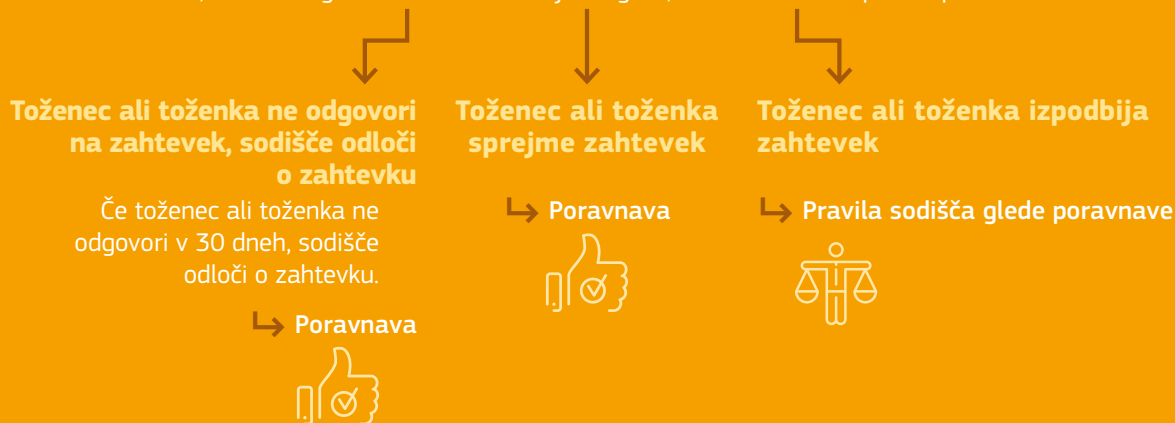 Toženec ali toženka ne odgovori
na zahtevek, sodišče odloči
o zahtevku
Če toženec ali toženka ne
odgovori v 30 dneh, sodišče
odloči o zahtevku.
Poravnava
Toženec ali toženka
sprejme zahtevek
Poravnava
Toženec ali toženka izpodbija
zahtevek
Pravila sodišča glede poravnave